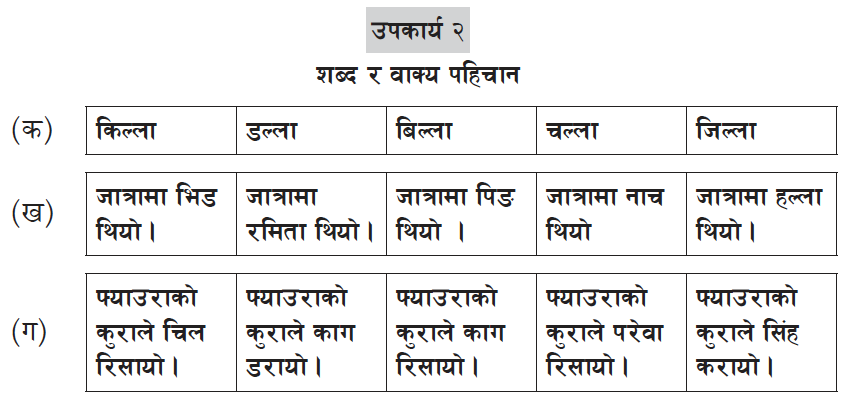 उपकार्य २
शब्द र वाक्य पहिचान
(क) किल्ला डल्ला बिल्ला चल्ला जिल्ला
(ख) जात्रामा भिड जात्रामा जात्रामा पिङ जात्रामा नाच जात्रामा हल्ला
थियो। रमिता थियो। थियो । थियो थियो।
(ग) फ्याउराको फ्याउराको फ्याउराको फ्याउराको फ्याउराको
कुराले चिल कुराले काग कुराले काग कुराले परेवा कुराले सिंह
रिसायो। डरायो। रिसायो। रिसायो। करायो।